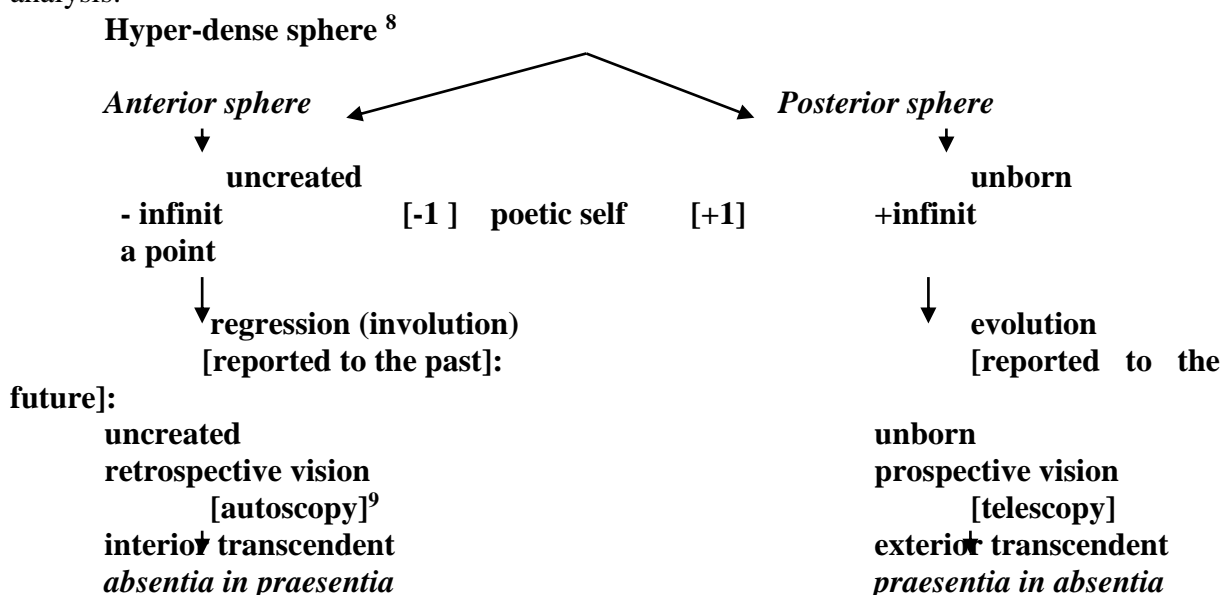 analysis.
Hyper-dense sphere 8
Anterior sphere Posterior sphere
uncreated unborn
- infinit [-1 ] poetic self [+1] +infinit
a point
regression (involution) evolution
[reported to the past]: [reported to the
future]:
uncreated unborn
retrospective vision prospective vision
[autoscopy]9 [telescopy]
interior transcendent exterior transcendent
absentia in praesentia praesentia in absentia